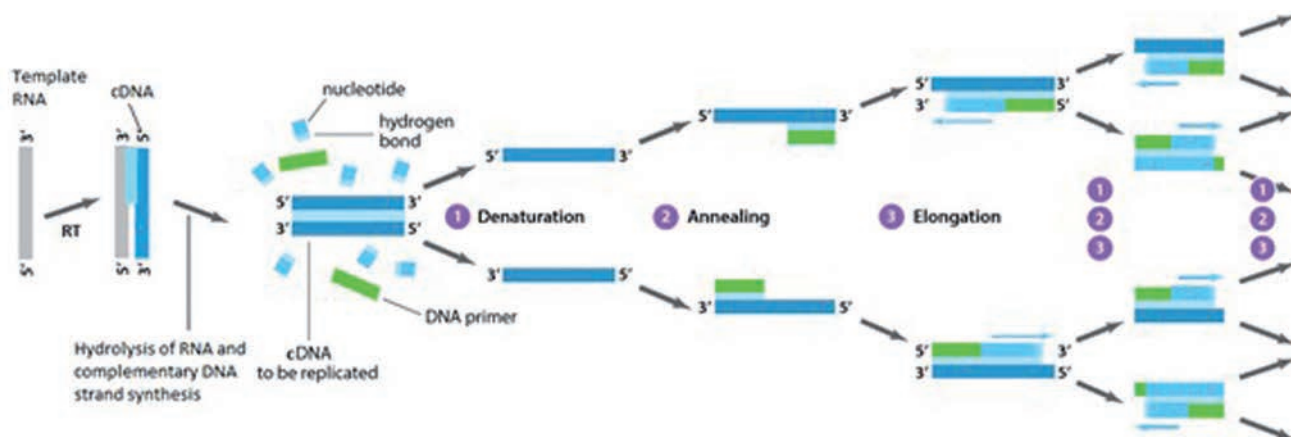 Template
RNA
cDNA
3′
3′
5′
5′
5′
3′
RT
Hydrolysis of RNA and
complementary DNA
strand synthesis
nucleotide
hydrogen
bond
5′ 3′
3′ 5′
DNA primer
cDNA
to be replicated
5′ 3′
1 Denaturation
3′ 5′
5′ 3′
2 Annealing
3′ 5′
5′ 3′
3′ 5′
3 Elongation
5′ 3′
3′ 5′
1
2
3
1
2
3